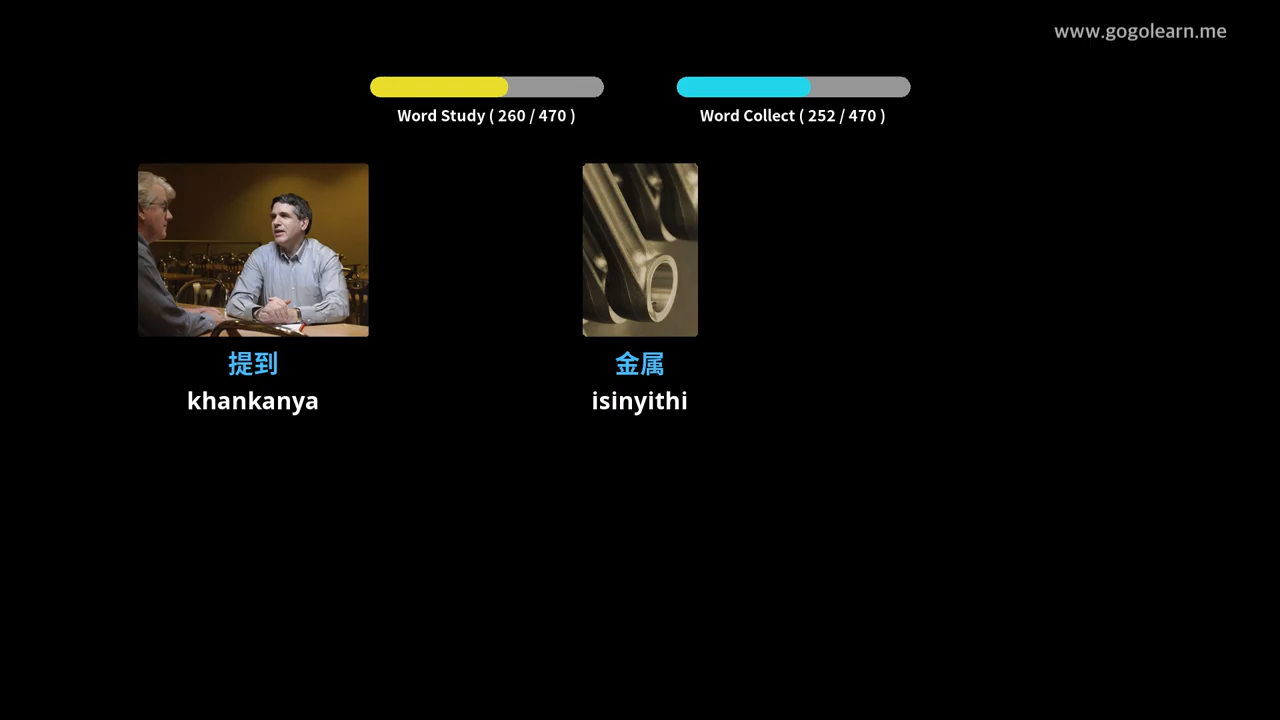 www.gogolearn.me
Word Study ( 260 / 470 )
Word Collect ( 252 / 470 )
提到
khankanya
金属
isinyithi